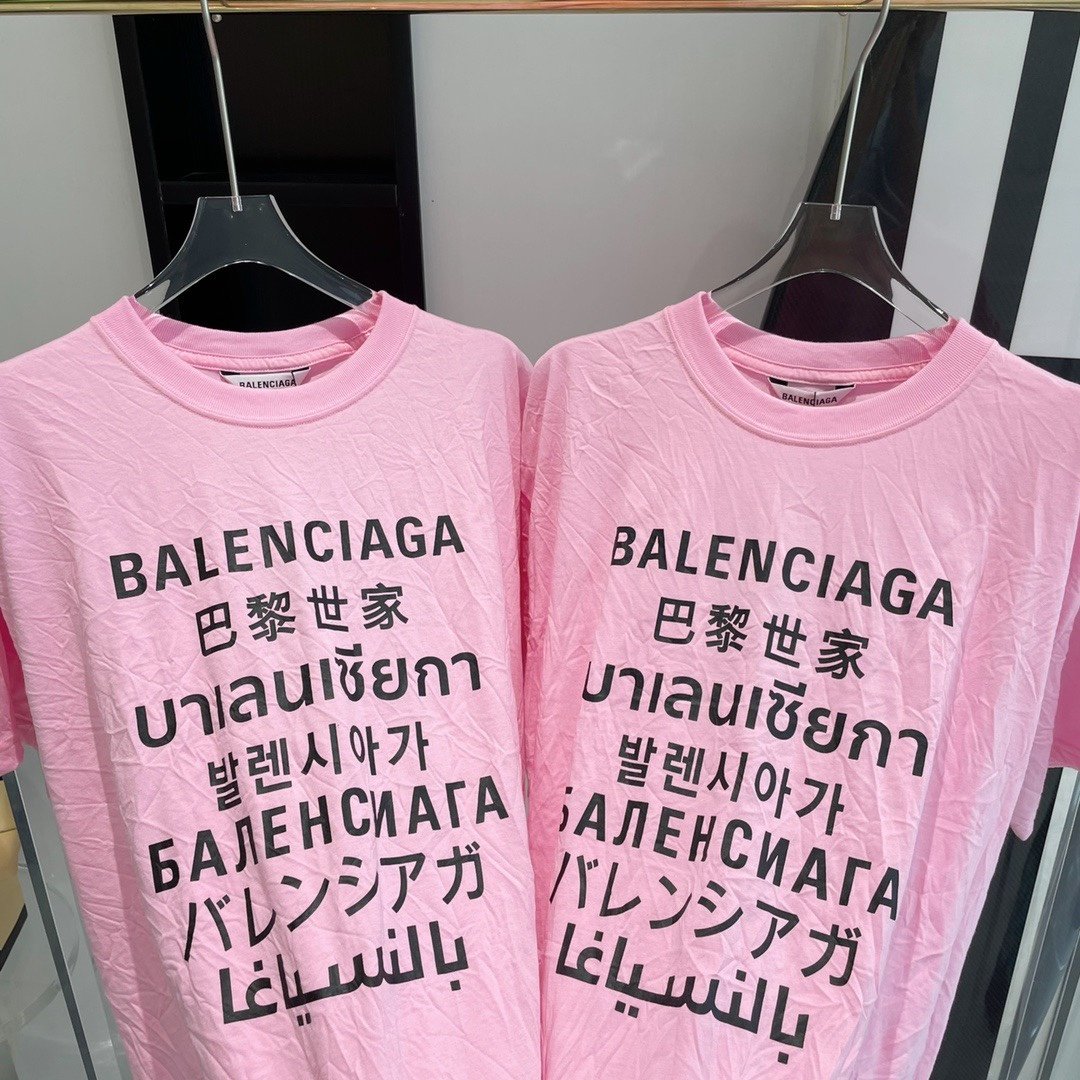 BALENCIAGA
BALENCIAGA
巴黎世家
บาเลนเซียกา
발렌시아가
БАЛЕНСИАГА
バレンシアガ
بالنسياغا
BALENCIAGA
BALENCIAGA
巴黎世家
บาเลนเซียกา
발렌시아가
БАЛЕНСИАГА
バレンシアガ
بالنسياغا